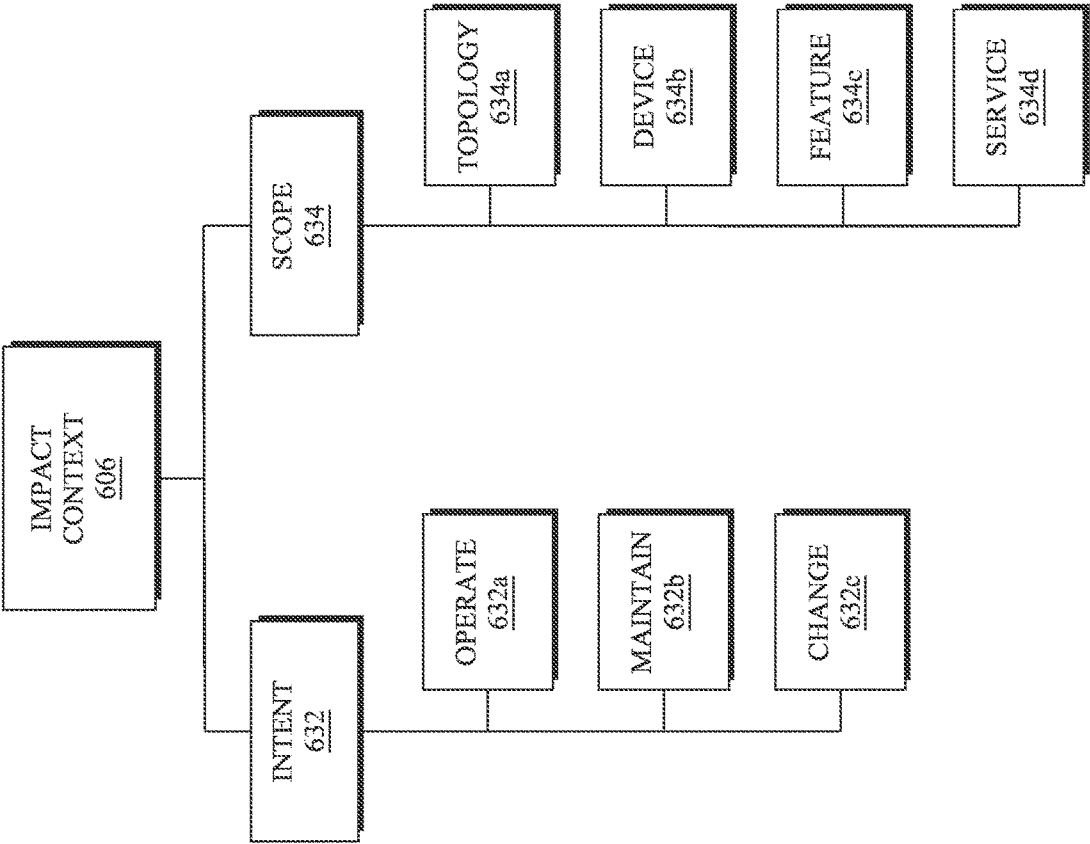 IMPACT
CONTEXT
606
INTENT
632
OPERATE
632a
MAINTAIN
632b
CHANGE
632c
SCOPE
634
TOPOLOGY
634a
DEVICE
634b
FEATURE
634c
SERVICE
634d